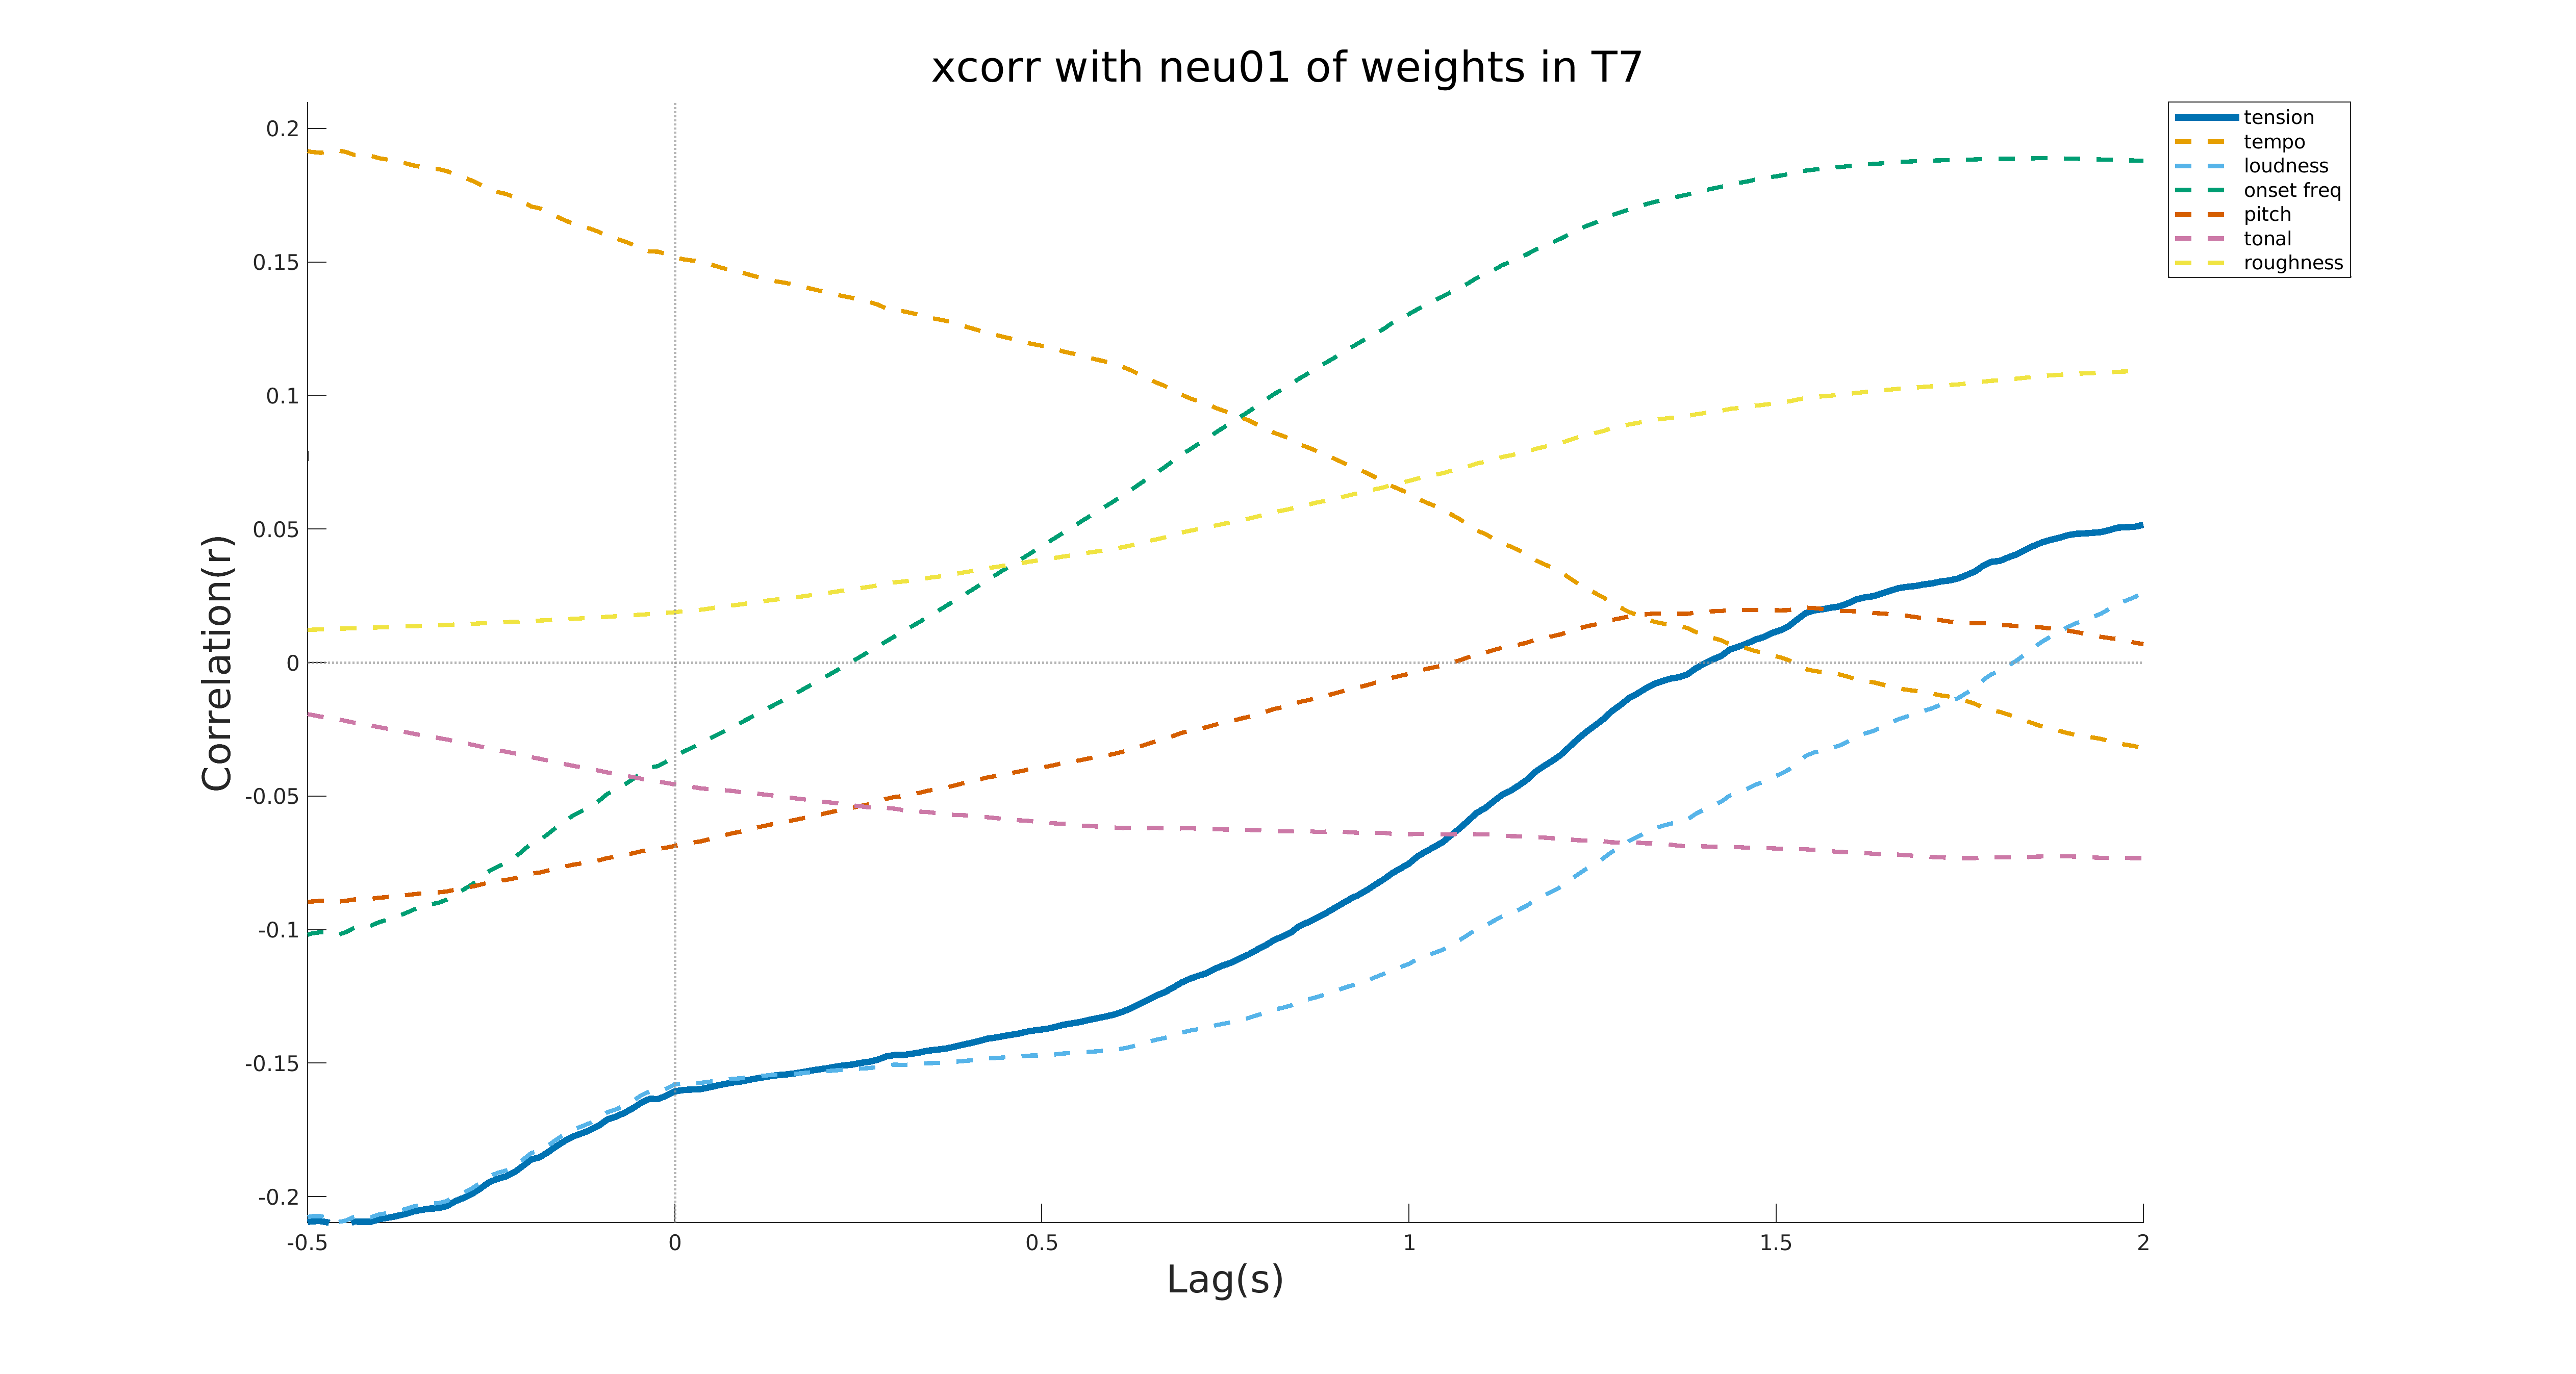 xcorr with neu01 of weights in T7
tension
tempo
loudness
onset freq
pitch
tonal
roughness
Correlation(r)
0.2
0.15
0.1
0.05
0
-0.05
-0.1
-0.15
-0.2
-0.5
0
0.5
1
1.5
2
Lag(s)